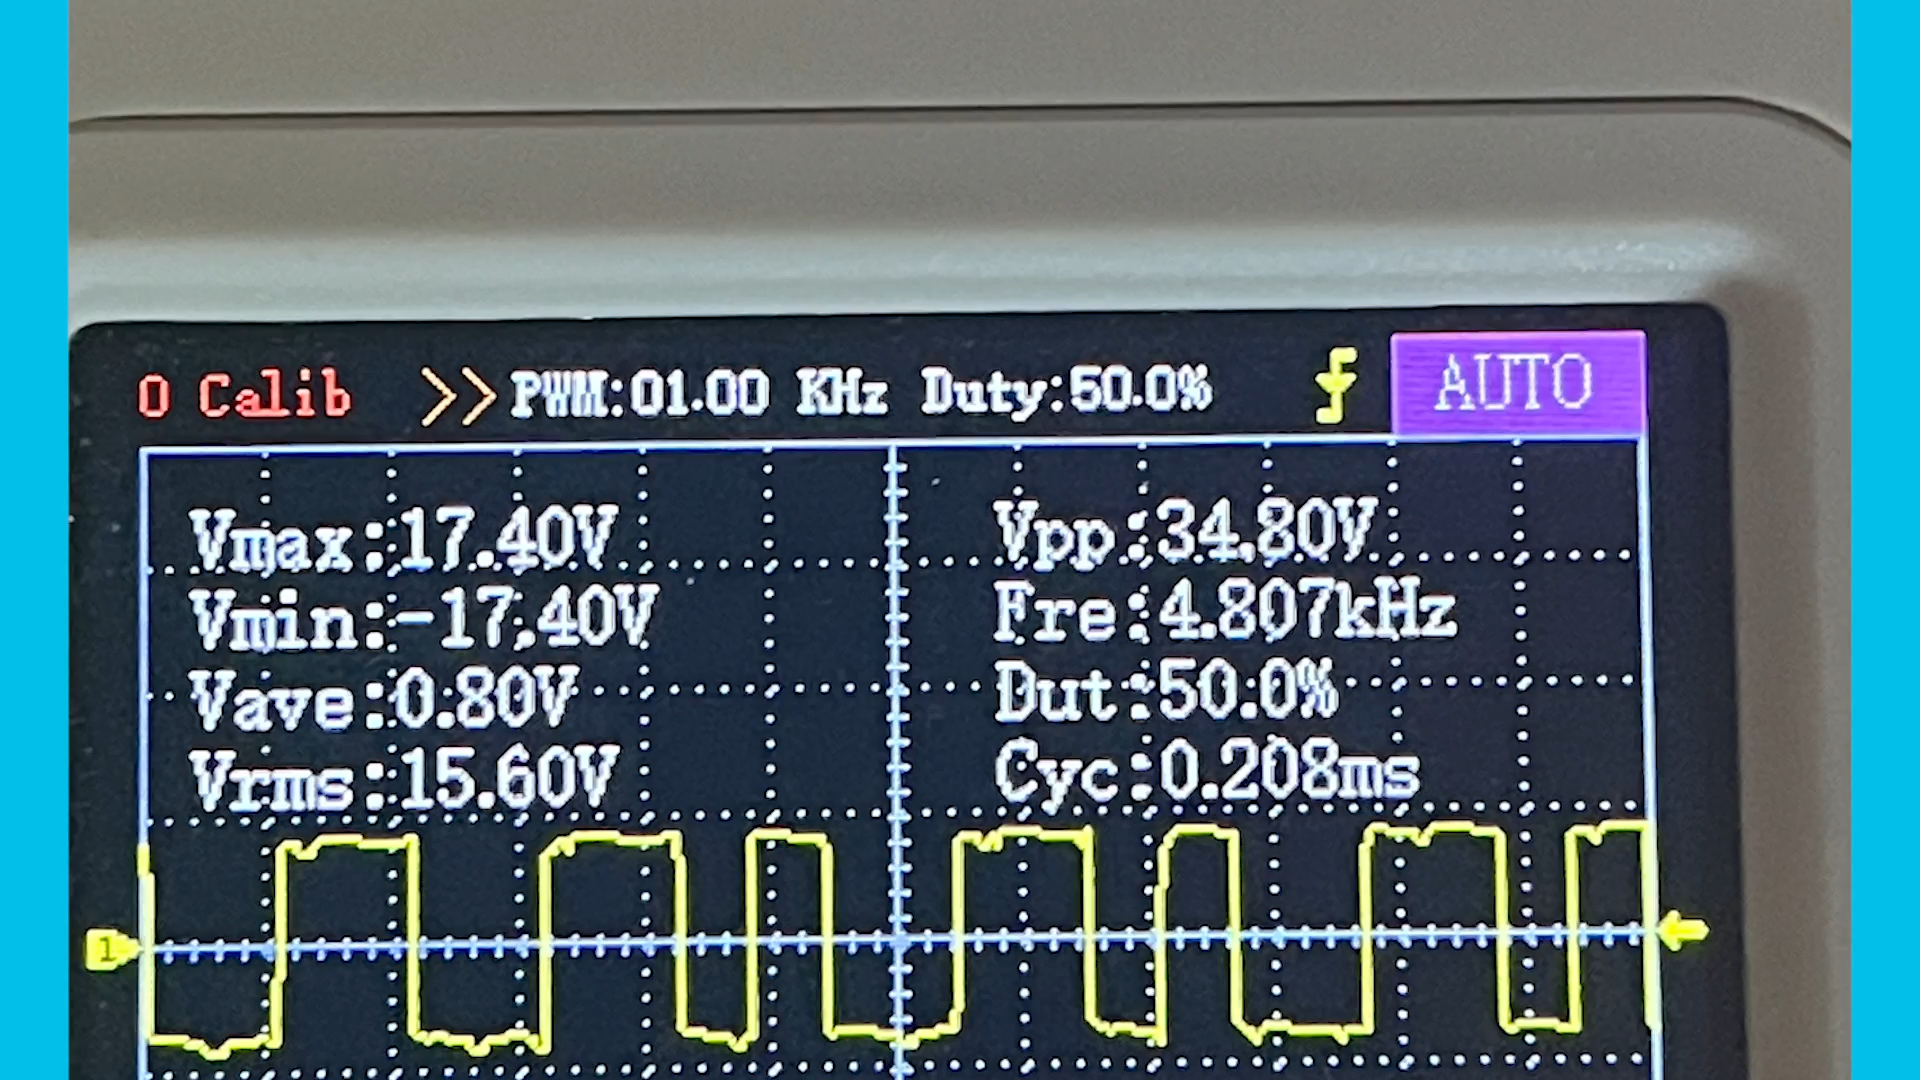 O Calib >> PWM:01.00 KHz Duty:50.0% AUTO
Vmax:17.40V Vpp:34.80V
Vmin:-17.40V Fre:4.807kHz
Vave:0.80V Dut:50.0%
Vrms:15.60V Cyc:0.208ms
1